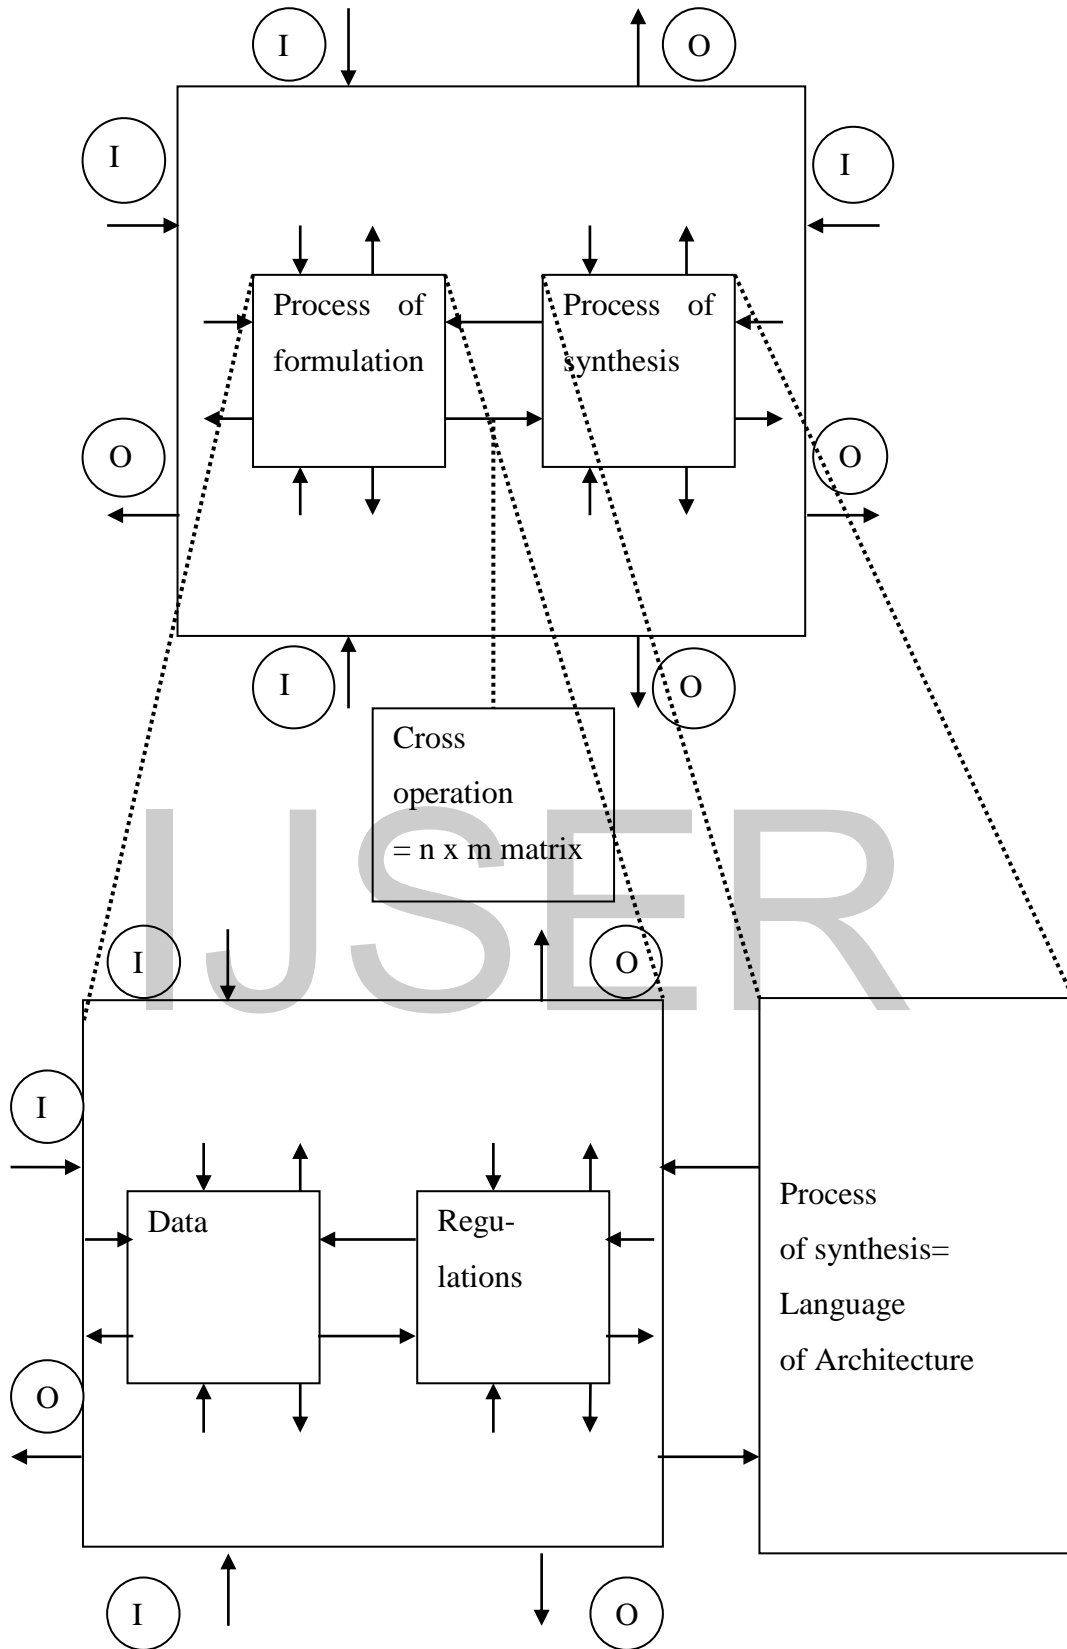 I
O
I
I
Process of
formulation
Process of
synthesis
O
O
I
O
Cross
operation
= n x m matrix
IJSER
I
O
I
Data
Regu-
lations
Process
of synthesis=
Language
of Architecture
O
I
O